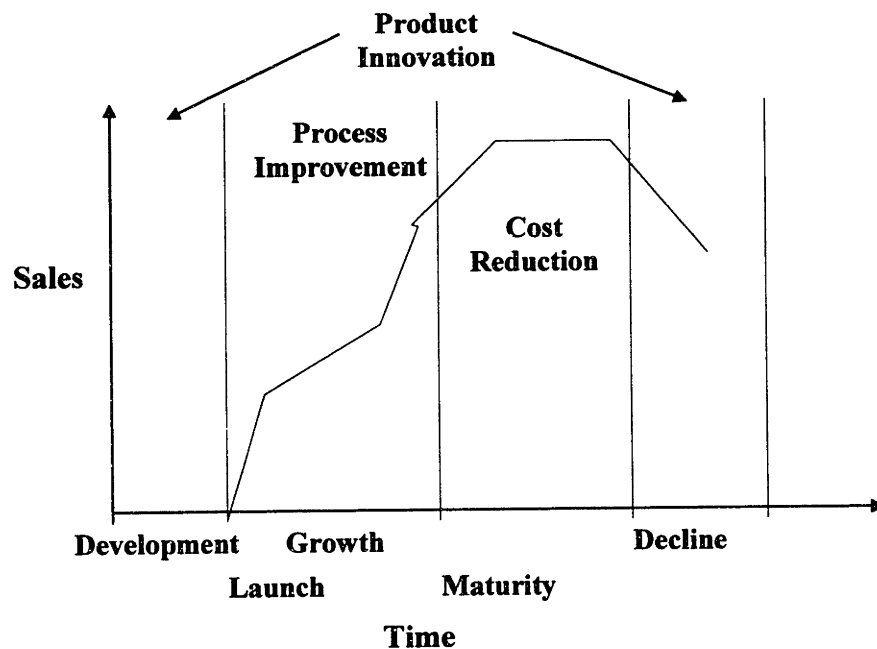 Product
Innovation
Process
Improvement
Cost
Reduction
Sales
Development
Growth
Decline
Launch
Maturity
Time